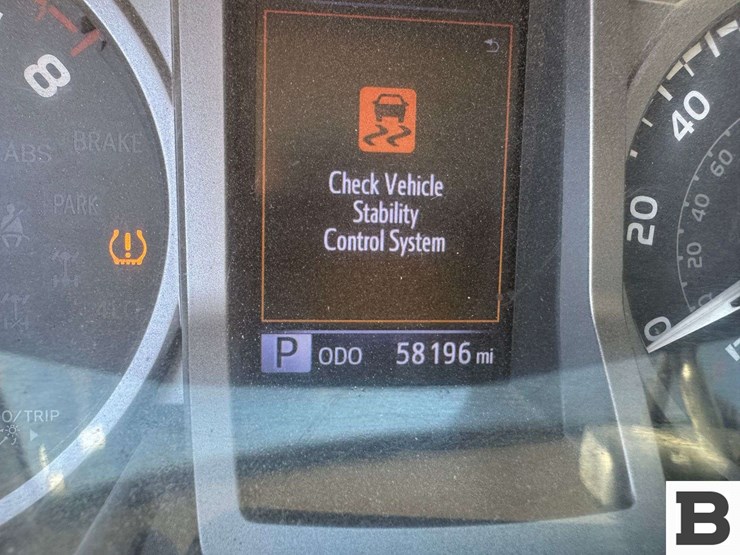 8
ABS
BRAKE
PARK
O/TRIP
Check Vehicle
Stability
Control System
P ODO 58196 mi
40
20
0
60
40
20
B